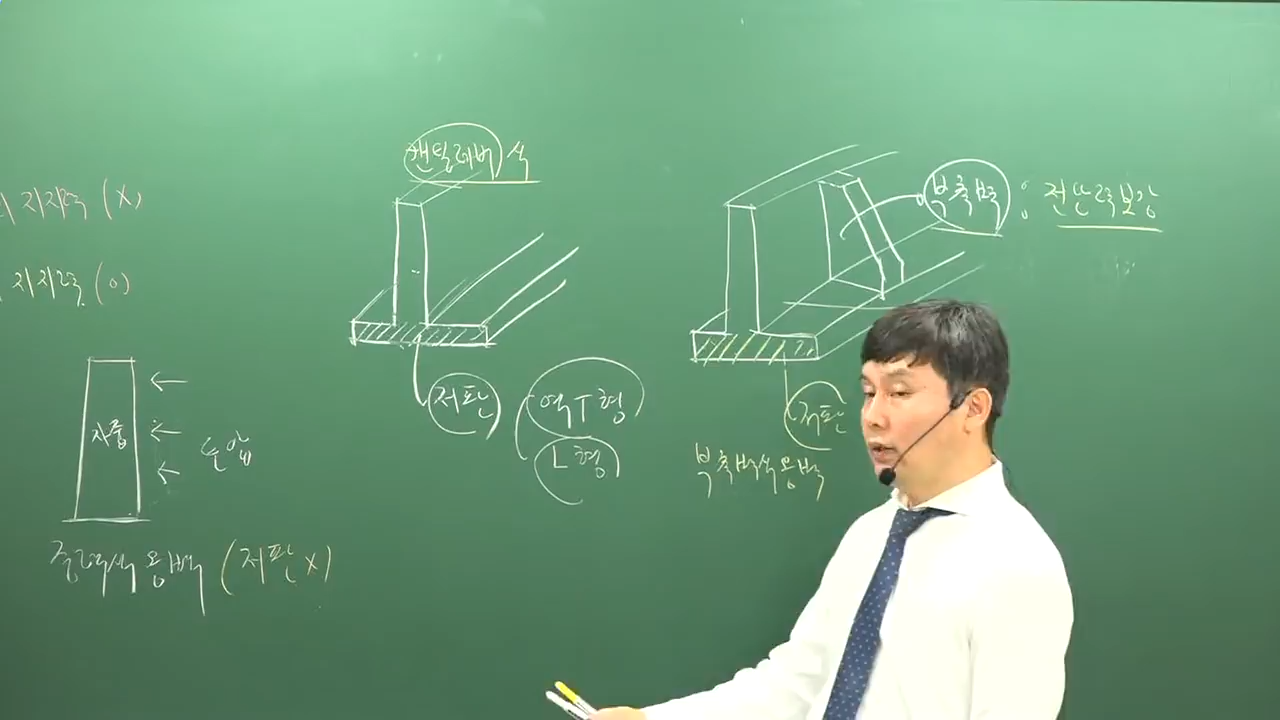 지지력 (X)
지지력 (O)
자중
토압
중력식 옹벽 (저판 X)
캔틸레버 식
저판
역T형
L형
부축벽 : 전단력보강
저판
부축벽식옹벽